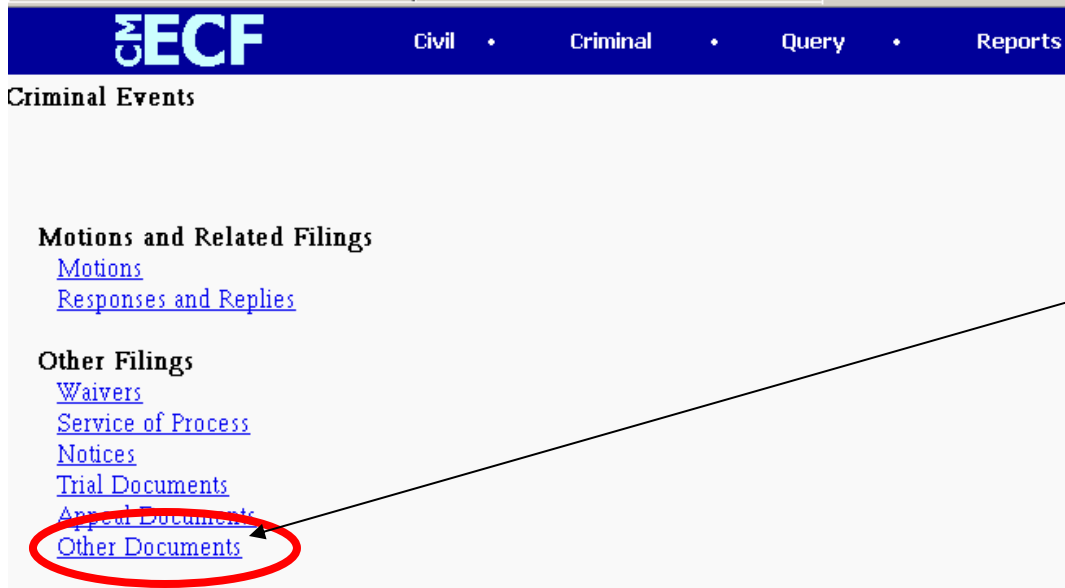 CM ECF Civil • Criminal • Query • Reports
Criminal Events
Motions and Related Filings
Motions
Responses and Replies
Other Filings
Waivers
Service of Process
Notices
Trial Documents
Appeal Documents
Other Documents